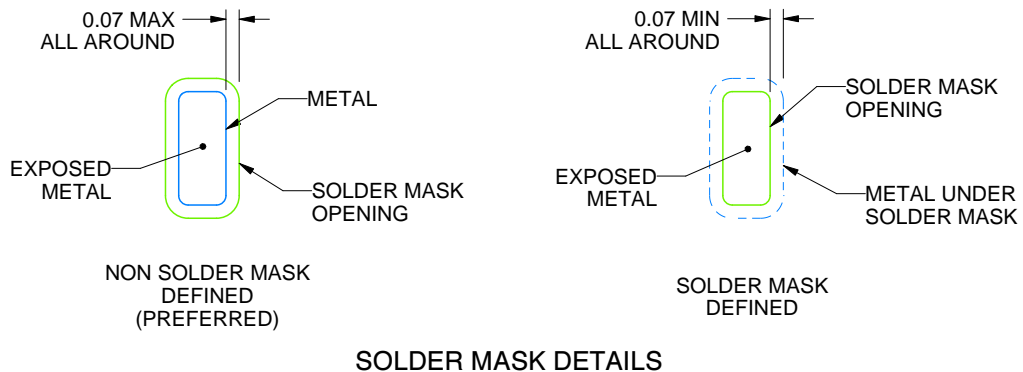 0.07 MAX
ALL AROUND
METAL
EXPOSED
METAL
SOLDER MASK
OPENING
NON SOLDER MASK
DEFINED
(PREFERRED)
0.07 MIN
ALL AROUND
SOLDER MASK
OPENING
EXPOSED
METAL
METAL UNDER
SOLDER MASK
SOLDER MASK
DEFINED
SOLDER MASK DETAILS